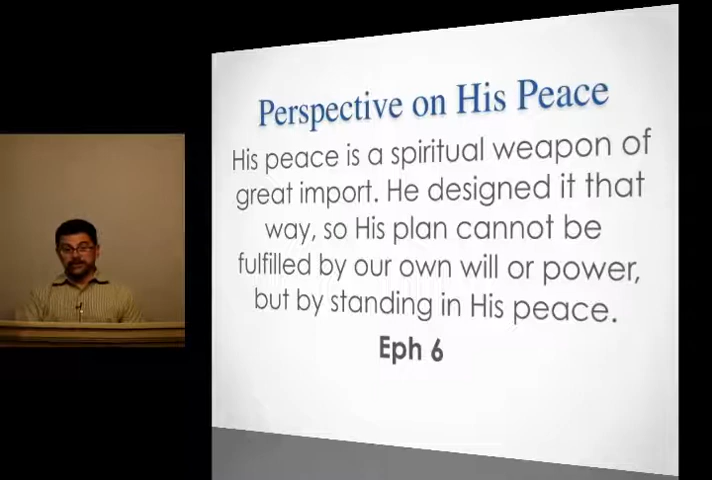 Perspective on His Peace
His peace is a spiritual weapon of
great import. He designed it that
way, so His plan cannot be
fulfilled by our own will or power,
but by standing in His peace.
Eph 6